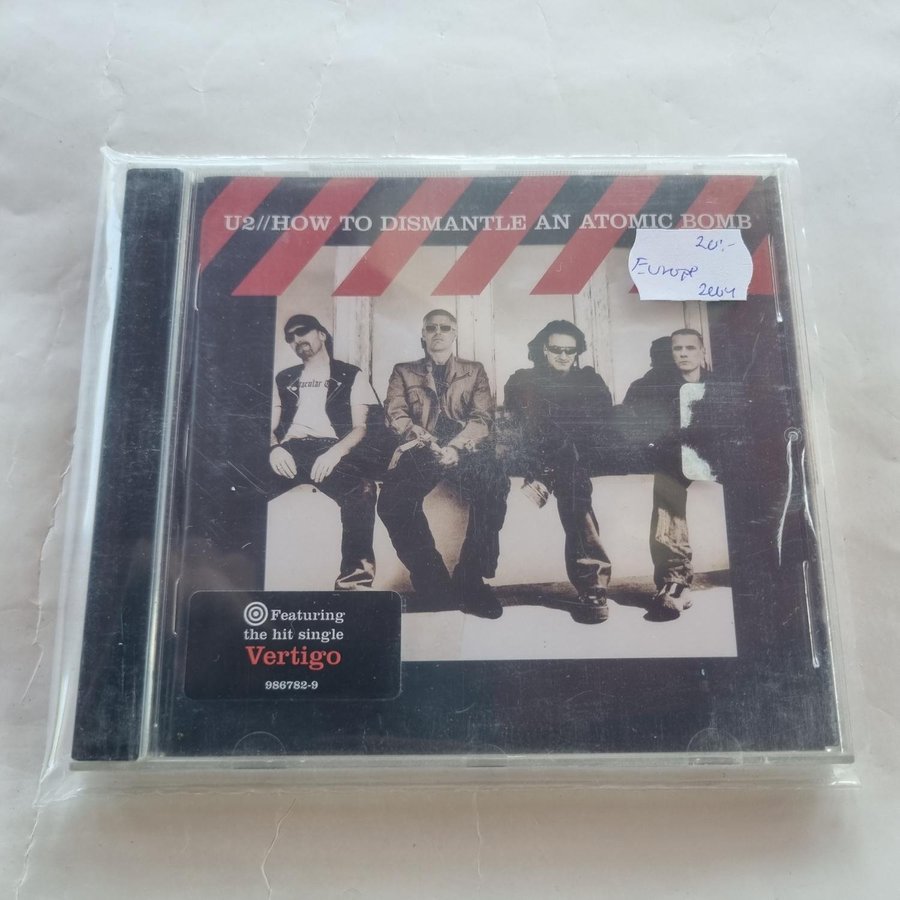 U2//HOW TO DISMANTLE AN ATOMIC BOMB
20:-
Europe
2004
Featuring
the hit single
Vertigo
986782-9